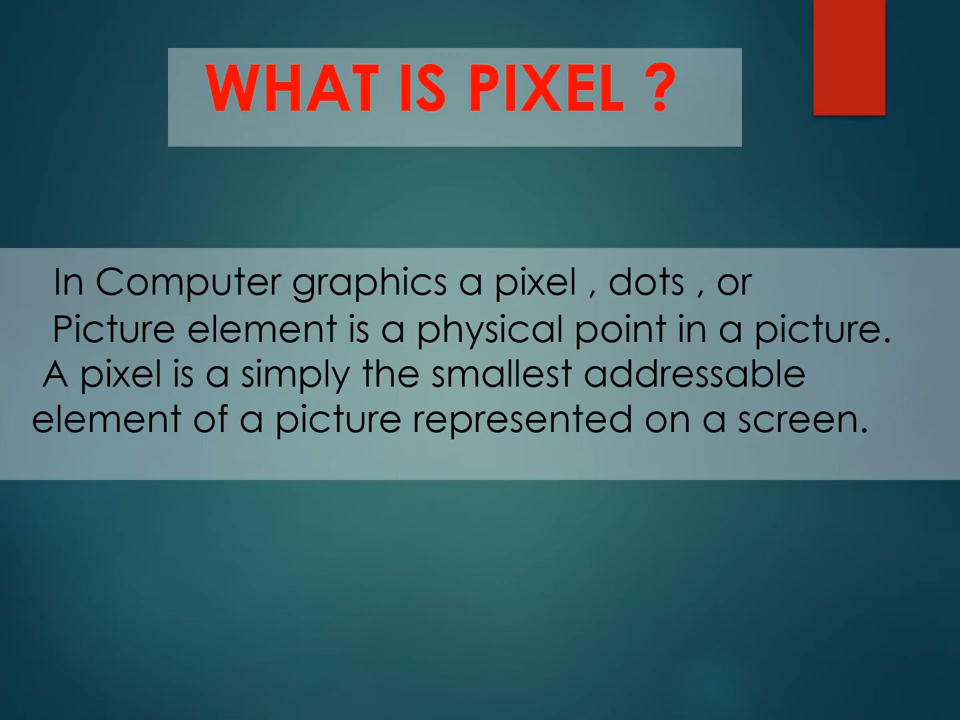 WHAT IS PIXEL ?
In Computer graphics a pixel , dots , or
Picture element is a physical point in a picture.
A pixel is a simply the smallest addressable
element of a picture represented on a screen.